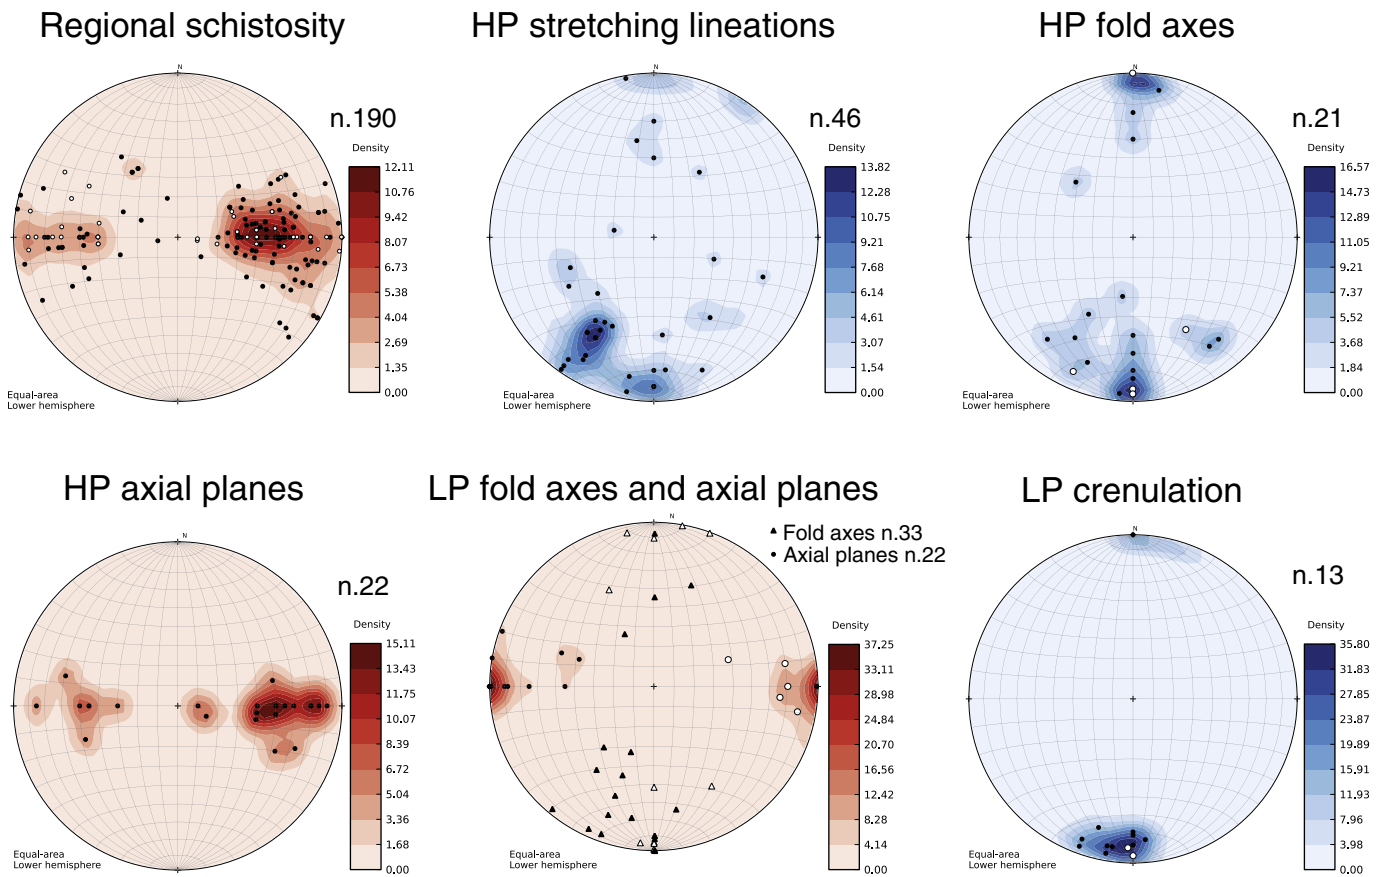 Regional schistosity
N
n.190
Density
12.11
10.76
9.42
8.07
6.73
5.38
4.04
2.69
1.35
0.00
Equal-area
Lower hemisphere
HP stretching lineations
N
n.46
Density
13.82
12.28
10.75
9.21
7.68
6.14
4.61
3.07
1.54
0.00
Equal-area
Lower hemisphere
HP fold axes
N
n.21
Density
16.57
14.73
12.89
11.05
9.21
7.37
5.52
3.68
1.84
0.00
Equal-area
Lower hemisphere
HP axial planes
N
n.22
Density
15.11
13.43
11.75
10.07
8.39
6.72
5.04
3.36
1.68
0.00
Equal-area
Lower hemisphere
LP fold axes and axial planes
N
Fold axes n.33
Axial planes n.22
Density
37.25
33.11
28.98
24.84
20.70
16.56
12.42
8.28
4.14
0.00
Equal-area
Lower hemisphere
LP crenulation
N
n.13
Density
35.80
31.83
27.85
23.87
19.89
15.91
11.93
7.96
3.98
0.00
Equal-area
Lower hemisphere